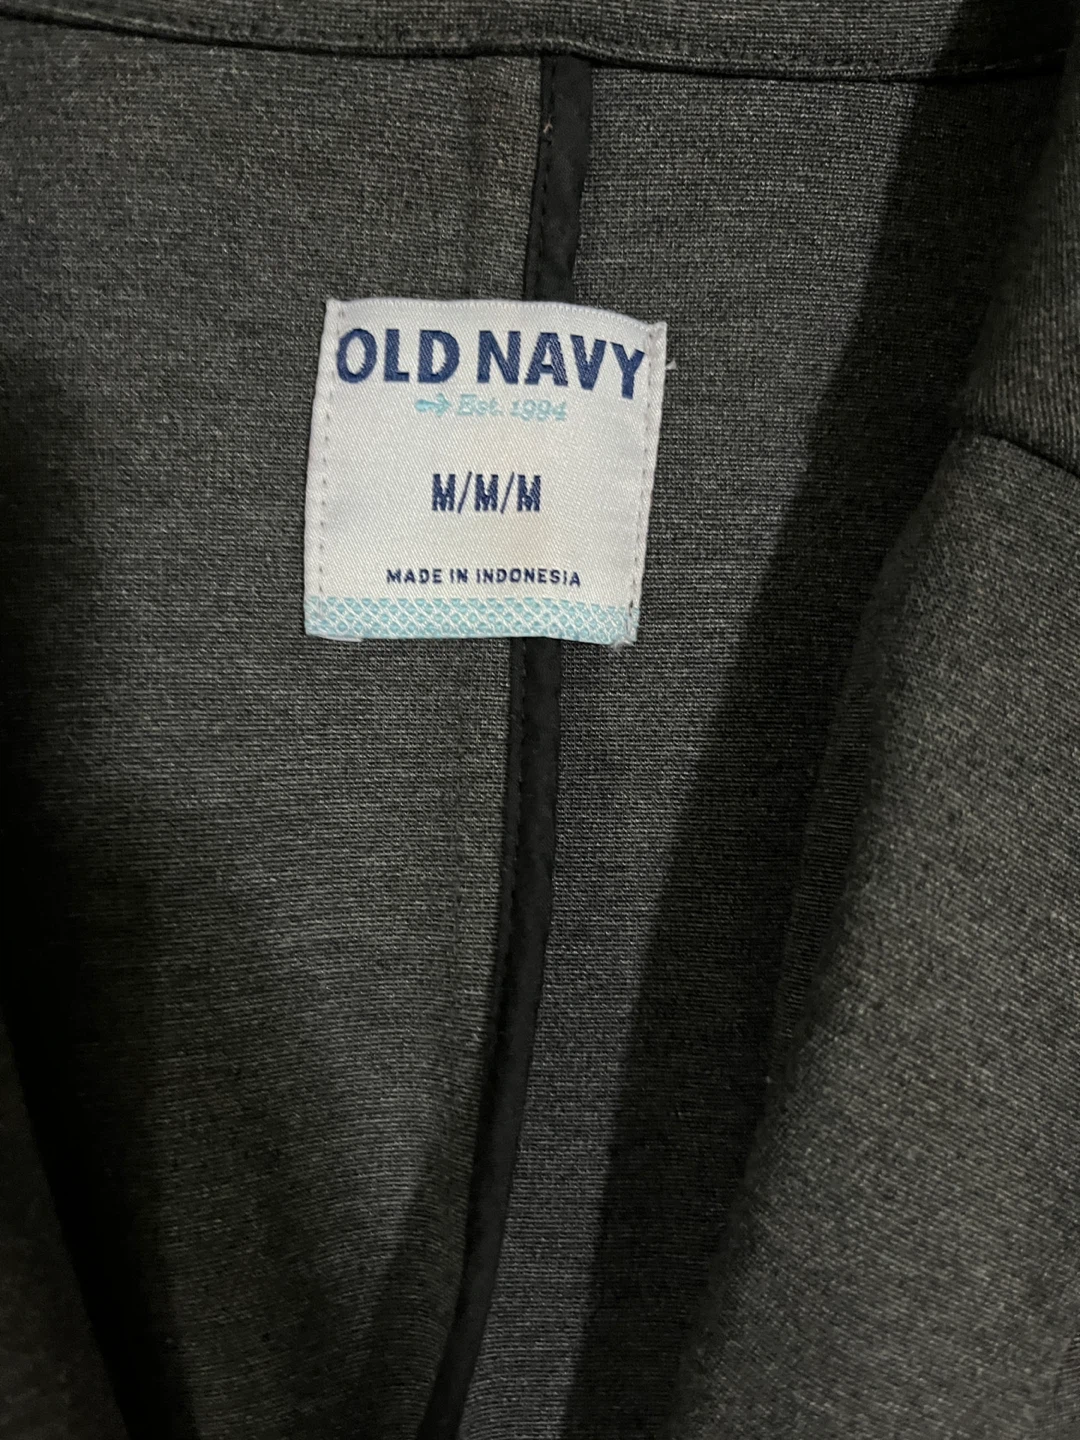 OLD NAVY
Est. 1994
M/M/M
MADE IN INDONESIA